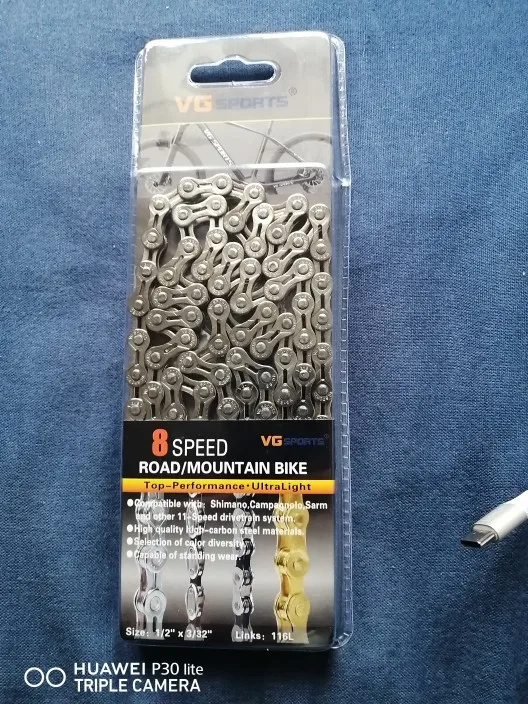 VG SPORTS®
8 SPEED VG SPORTS®
ROAD/MOUNTAIN BIKE
Top-Performance·UltraLight
●Compatible with: Shimano,Campagnolo,Sarm
and other 11-Speed drivetrain system.
●High quality high-carbon steel materials.
●Selection of color diversity.
●Capable of standing wear.
Size: 1/2" x 3/32" Links: 116L
HUAWEI P30 lite
TRIPLE CAMERA